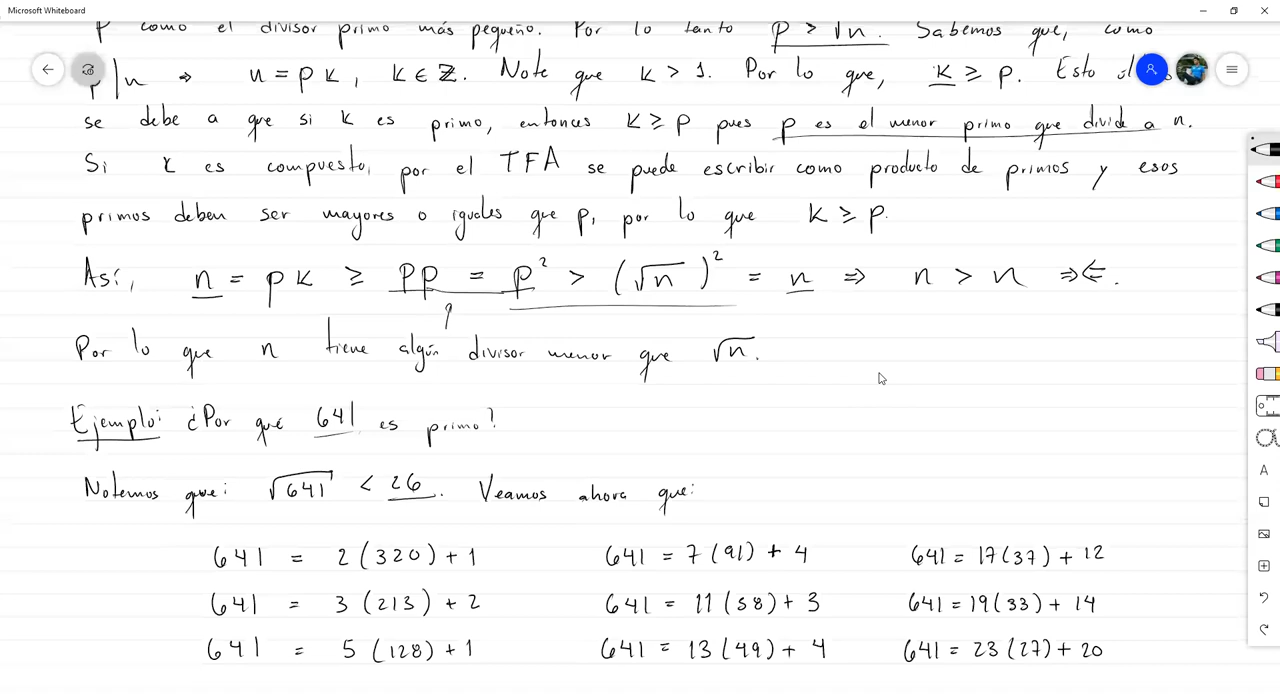 Microsoft Whiteboard
p como el divisor primo más pequeño. Por lo tanto p > √n. Sabemos que, como
p|n ⇒ n = pk, k ∈ ℤ. Note que k > 1. Por lo que, k ≥ p. Esto
se debe a que si k es primo, entonces k ≥ p pues p es el menor primo que divide a n.
Si k es compuesto, por el TFA se puede escribir como producto de primos y esos
primos deben ser mayores o iguales que p, por lo que k ≥ p.
Así, n = pk ≥ pp = p² > (√n)² = n ⇒ n > n ⇒⇐.
Por lo que n tiene algún divisor menor que √n.
Ejemplo: ¿Por qué 641 es primo?
Notemos que: √641 < 26. Veamos ahora que:
641 = 2(320) + 1 641 = 7(91) + 4 641 = 17(37) + 12
641 = 3(213) + 2 641 = 11(58) + 3 641 = 19(33) + 14
641 = 5(128) + 1 641 = 13(49) + 4 641 = 23(27) + 20